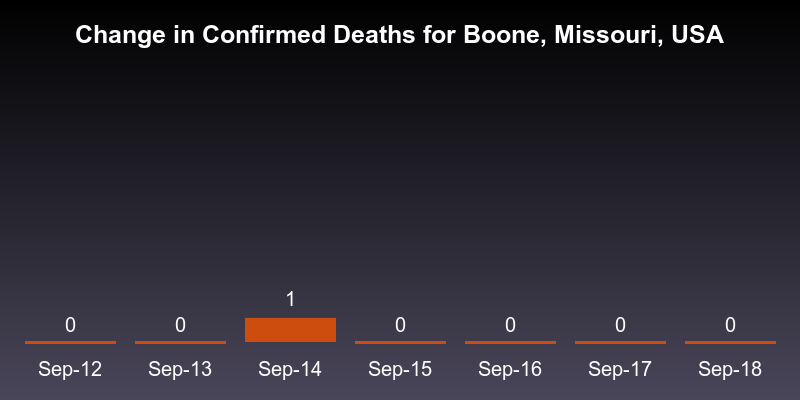 Change in Confirmed Deaths for Boone, Missouri, USA
1
0 0 0 0 0 0
Sep-12 Sep-13 Sep-14 Sep-15 Sep-16 Sep-17 Sep-18